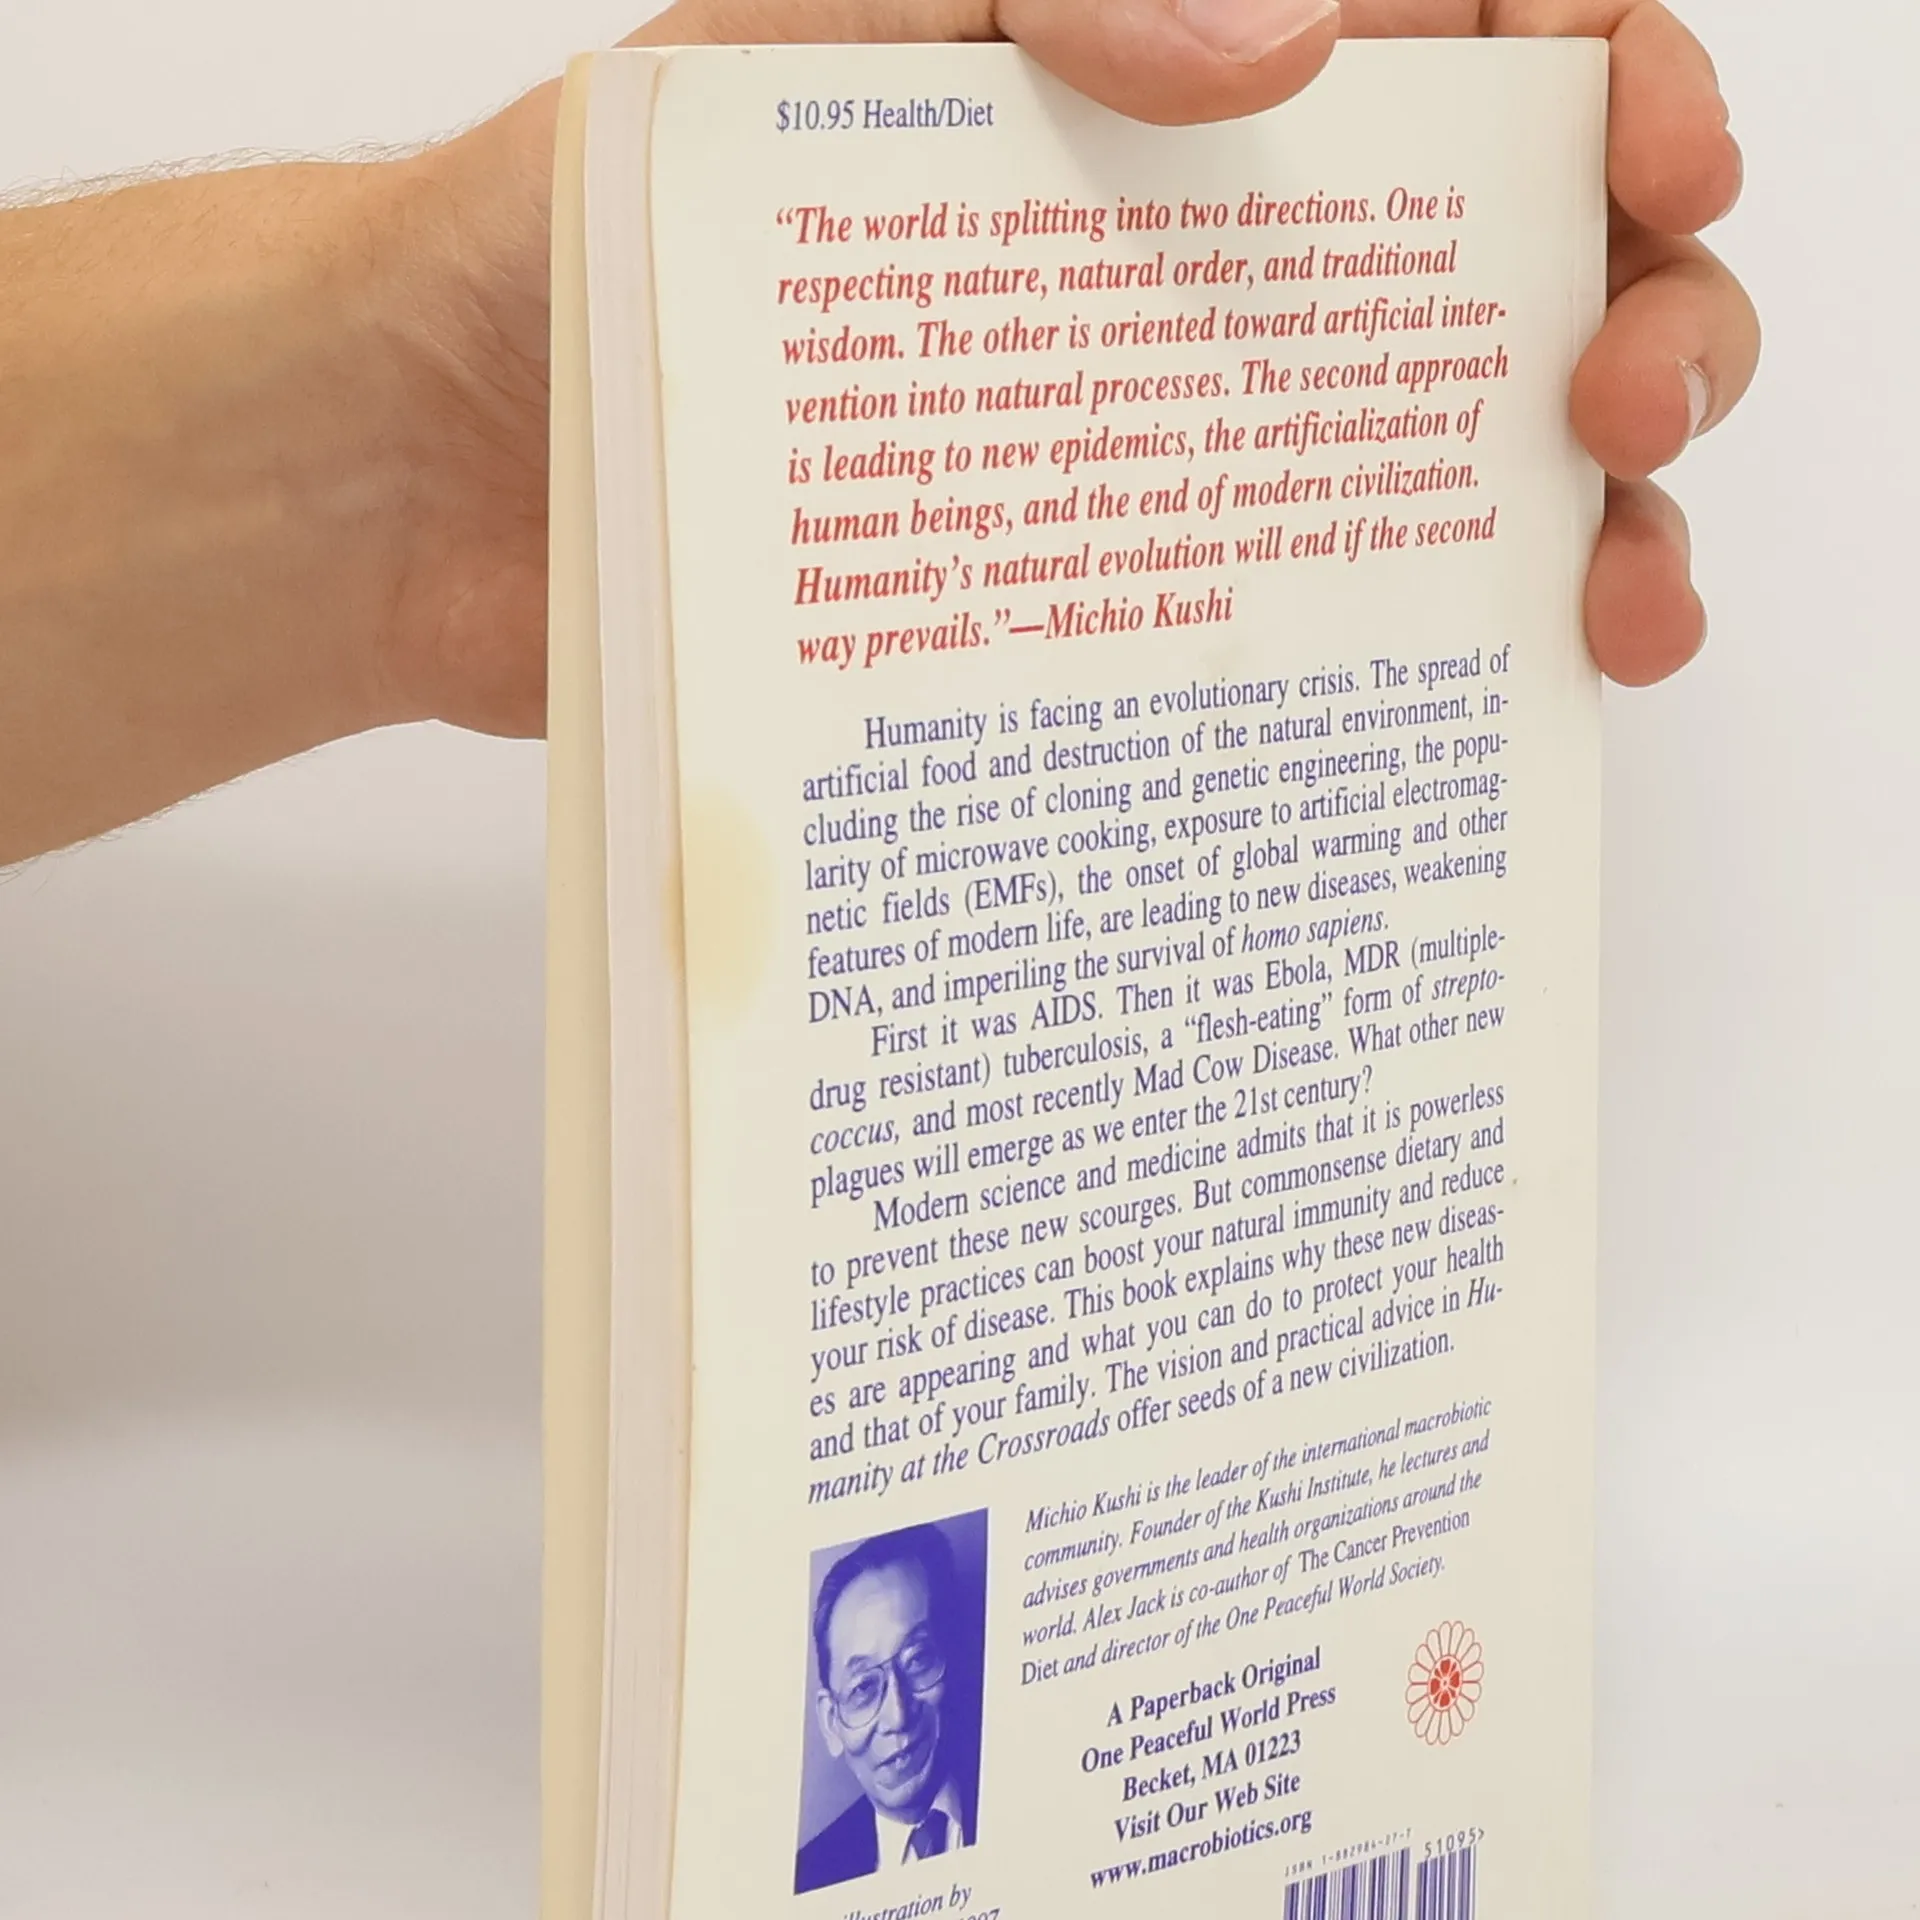 $10.95 Health/Diet
“The world is splitting into two directions. One is
respecting nature, natural order, and traditional
wisdom. The other is oriented toward artificial inter-
vention into natural processes. The second approach
is leading to new epidemics, the artificialization of
human beings, and the end of modern civilization.
Humanity’s natural evolution will end if the second
way prevails.”—Michio Kushi
Humanity is facing an evolutionary crisis. The spread of
artificial food and destruction of the natural environment, in-
cluding the rise of cloning and genetic engineering, the popu-
larity of microwave cooking, exposure to artificial electromag-
netic fields (EMFs), the onset of global warming and other
features of modern life, are leading to new diseases, weakening
DNA, and imperiling the survival of homo sapiens.
First it was AIDS. Then it was Ebola, MDR (multiple-
drug resistant) tuberculosis, a “flesh-eating” form of strepto-
coccus, and most recently Mad Cow Disease. What other new
plagues will emerge as we enter the 21st century?
Modern science and medicine admits that it is powerless
to prevent these new scourges. But commonsense dietary and
lifestyle practices can boost your natural immunity and reduce
your risk of disease. This book explains why these new diseas-
es are appearing and what you can do to protect your health
and that of your family. The vision and practical advice in Hu-
manity at the Crossroads offer seeds of a new civilization.
Michio Kushi is the leader of the international macrobiotic
community. Founder of the Kushi Institute, he lectures and
advises governments and health organizations around the
world. Alex Jack is co-author of The Cancer Prevention
Diet and director of the One Peaceful World Society.
A Paperback Original
One Peaceful World Press
Becket, MA 01223
Visit Our Web Site
www.macrobiotics.org
ISBN 1-882984-27-7
51095>
by